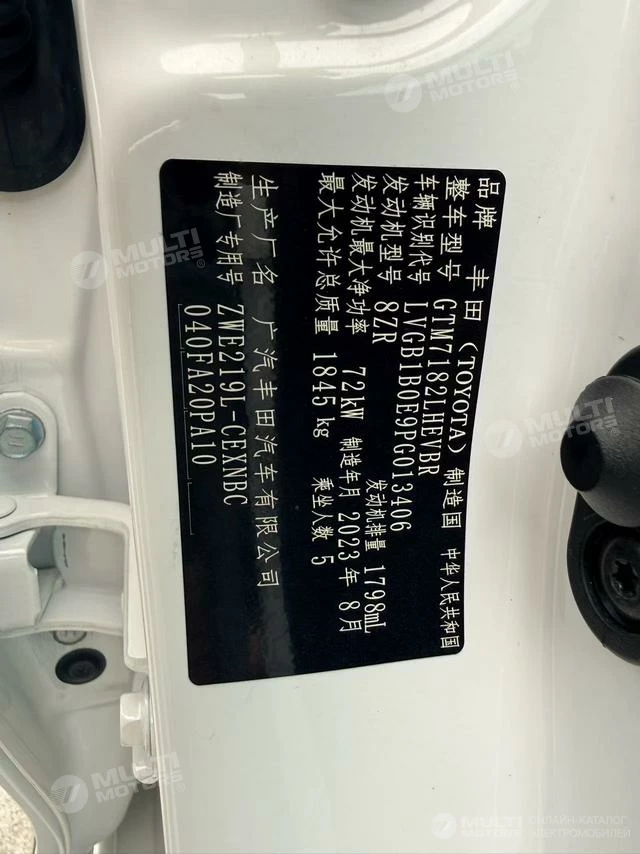 品牌 丰田（TOYOTA） 制造国 中华人民共和国
整车型号 GTM7182LHEVBR
车辆识别代号 LVGB1B0E9PG013406
发动机型号 8ZR 发动机排量 1798mL
发动机最大净功率 72kW 制造年月 2023年8月
最大允许总质量 1845kg 乘坐人数 5
生产厂名 广汽丰田汽车有限公司
制造厂专用号 ZWE219L-CEXNBC
040FA20PA10
MULTI MOTORS
MULTI MOTORS
MULTI MOTORS
MULTI MOTORS
MULTI MOTORS
ОНЛАЙН-КАТАЛОГ
ЭЛЕКТРОМОБИЛЕЙ